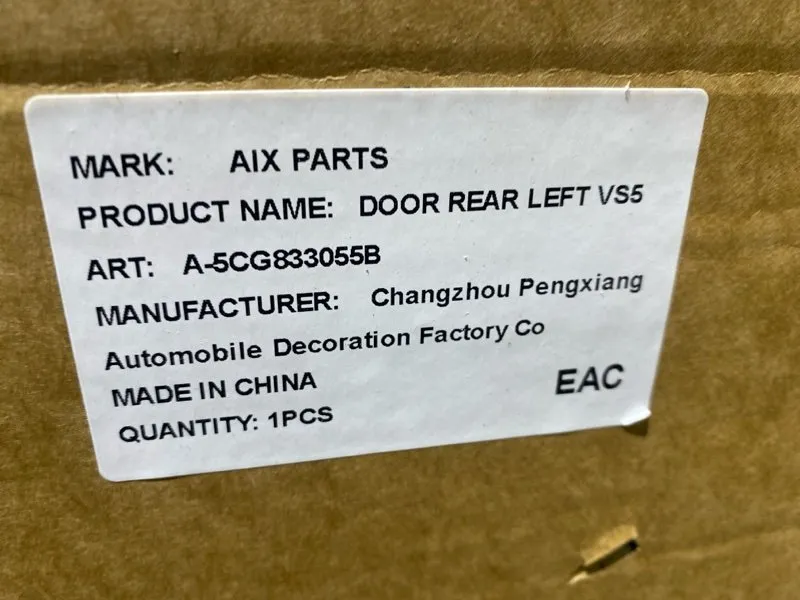 MARK: AIX PARTS
PRODUCT NAME: DOOR REAR LEFT VS5
ART: A-5CG833055B
MANUFACTURER: Changzhou Pengxiang
Automobile Decoration Factory Co
MADE IN CHINA
EAC
QUANTITY: 1PCS